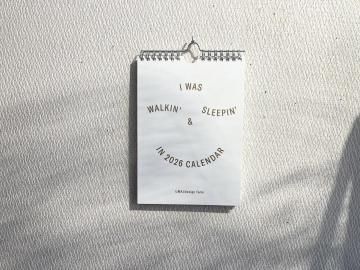 I WAS
WALKIN' SLEEPIN'
&
IN 2026 CALENDAR